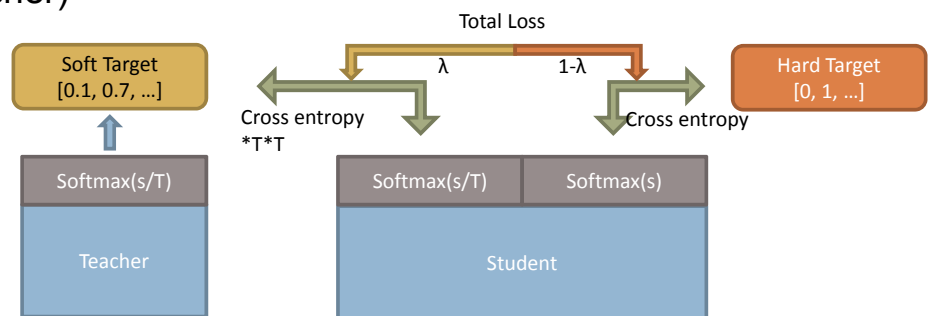 Total Loss
Soft Target
[0.1, 0.7, …]
λ
1-λ
Hard Target
[0, 1, …]
Cross entropy
*T*T
Cross entropy
Softmax(s/T)
Softmax(s/T)
Softmax(s)
Teacher
Student